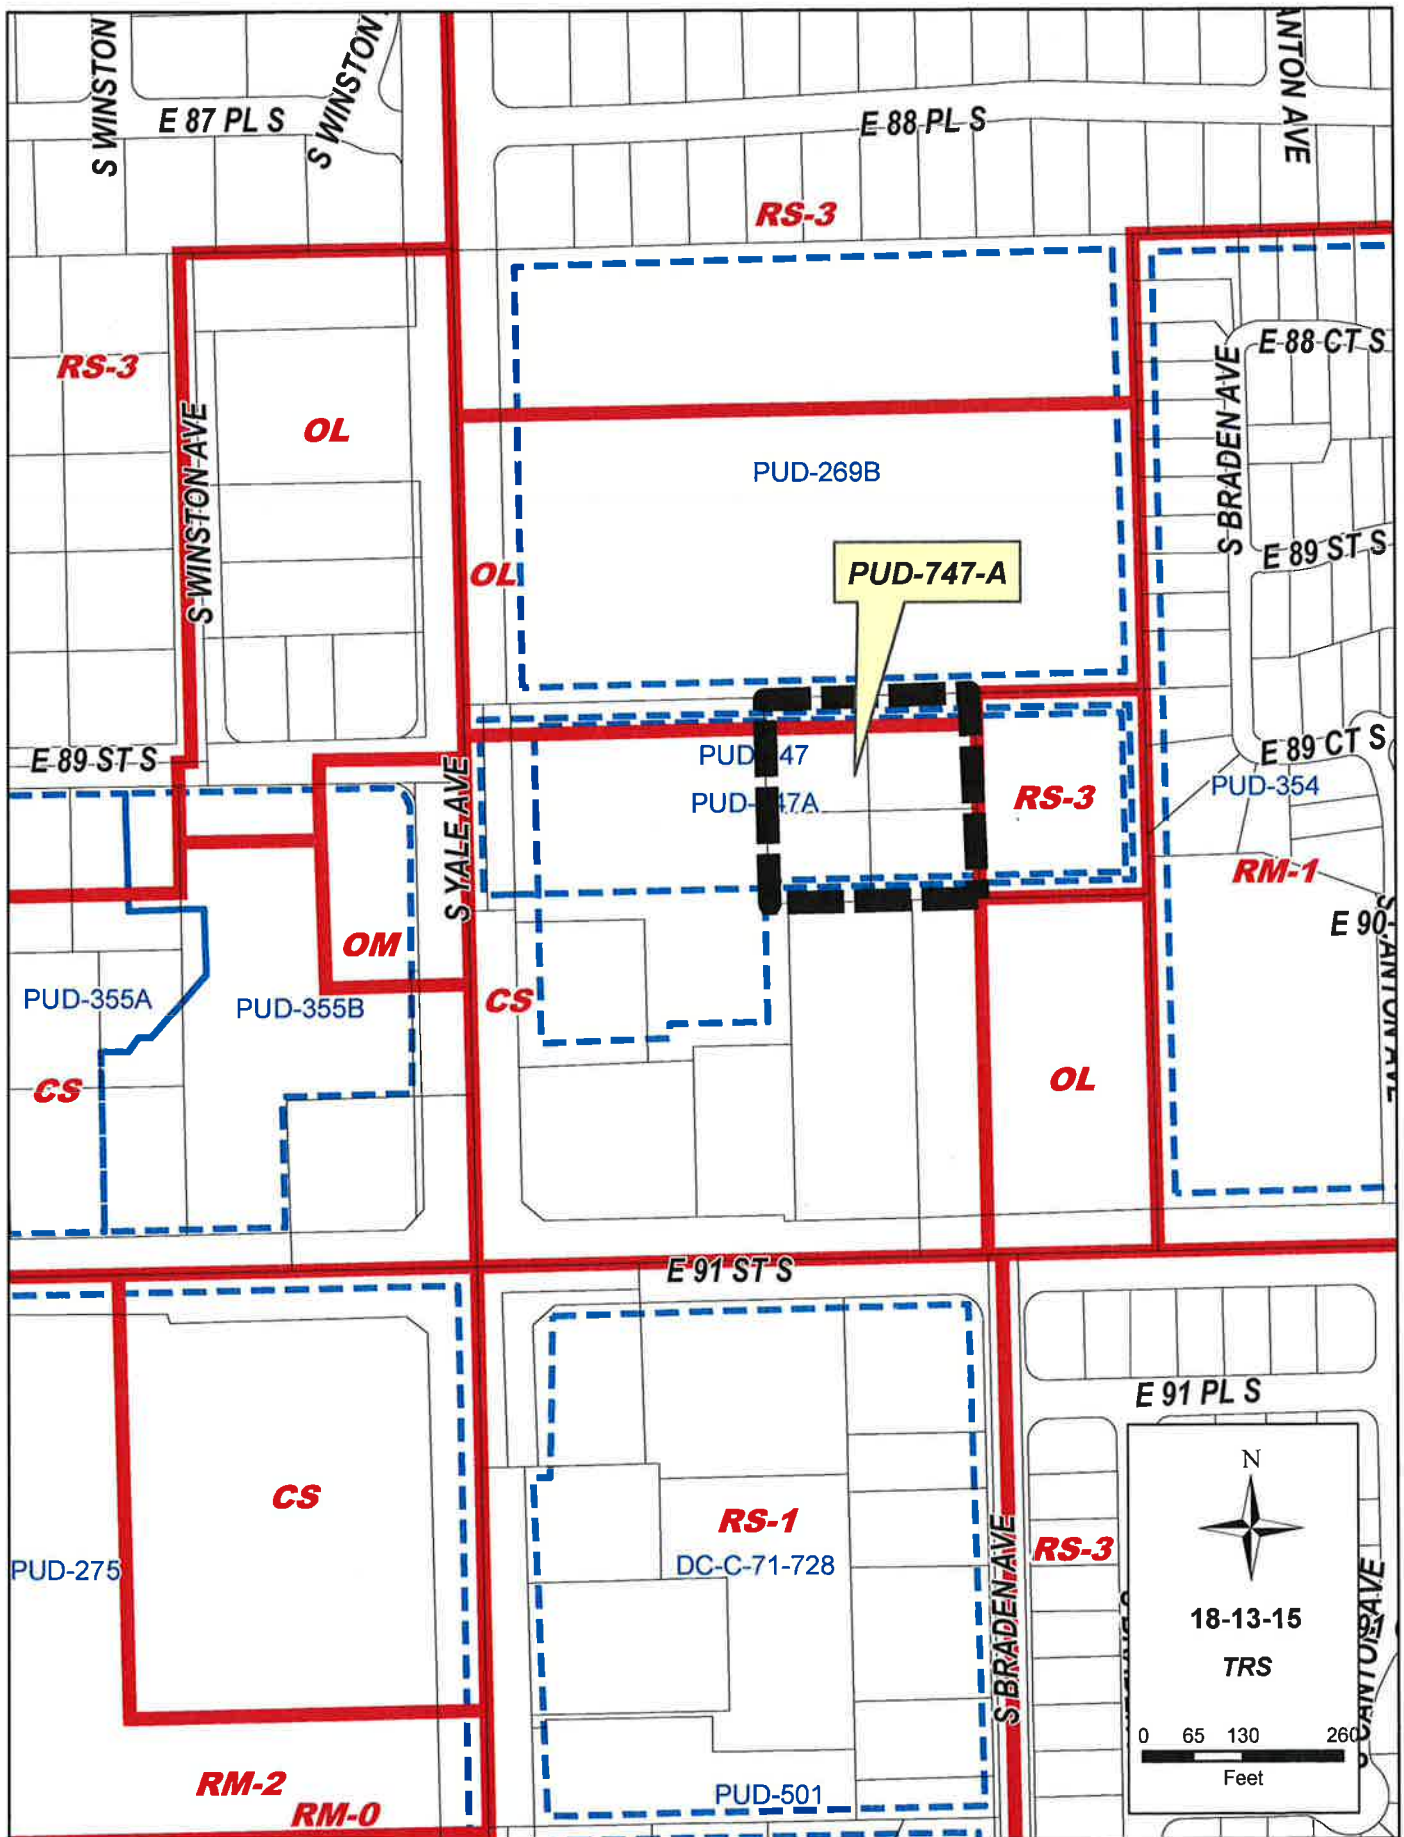 S WINSTON
S WINSTON
ANTON AVE
E 87 PL S
E 88 PL S
RS-3
E 88 CT S
RS-3
S WINSTON AVE
OL
S BRADEN AVE
PUD-269B
E 89 ST S
OL
PUD-747-A
E 89 ST S
S YALE AVE
PUD 47
E 89 CT S
PUD-354
PUD- 47A
RS-3
RM-1
E 90
OM
CS
PUD-355A
PUD-355B
S CANTON AVE
CS
OL
E 91 ST S
E 91 PL S
N
CS
RS-1
DC-C-71-728
S BRADEN AVE
RS-3
PUD-275
18-13-15
TRS
0 65 130 260
Feet
RM-2
RM-0
PUD-501